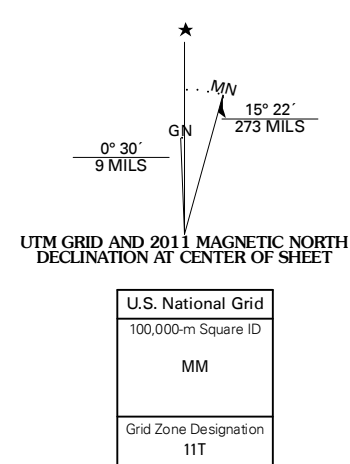 MN
15° 22´
273 MILS
GN
0° 30´
9 MILS
UTM GRID AND 2011 MAGNETIC NORTH
DECLINATION AT CENTER OF SHEET
U.S. National Grid
100,000-m Square ID
MM
Grid Zone Designation
11T